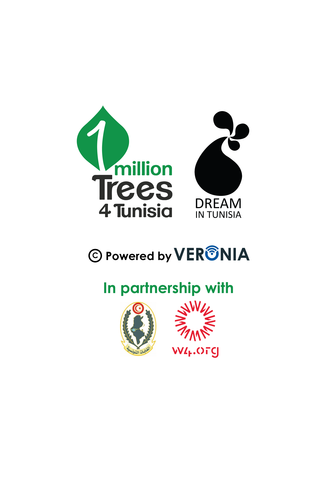 1
million
Trees
4 Tunisia
DREAM
IN TUNISIA
© Powered by VERONIA
In partnership with
w4.org